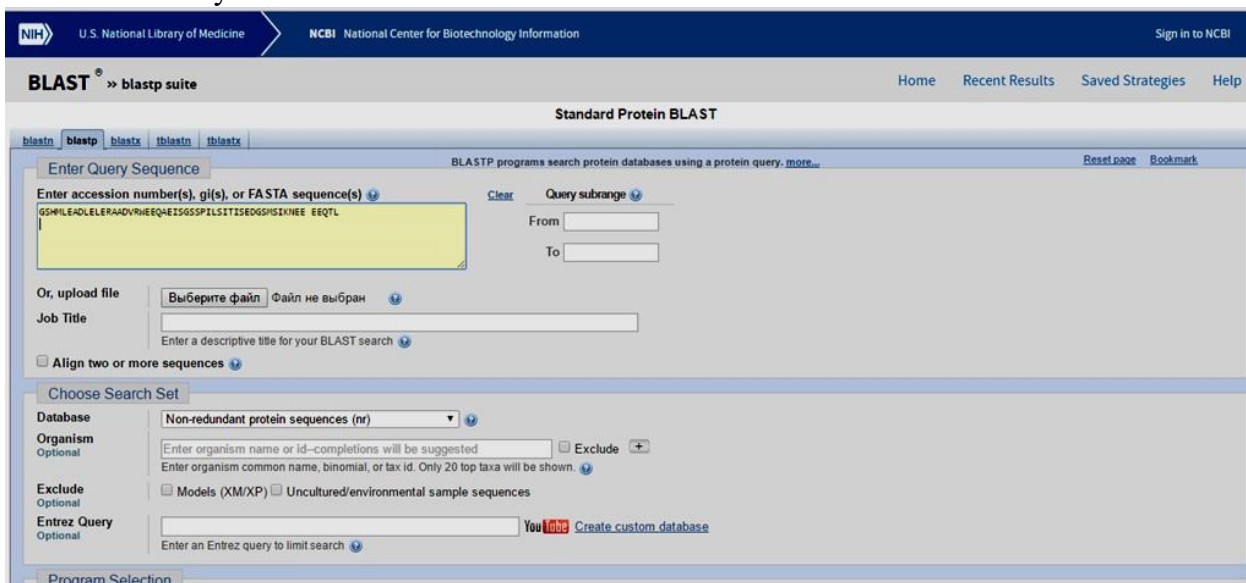 NIH U.S. National Library of Medicine NCBI National Center for Biotechnology Information Sign in to NCBI
BLAST ® » blastp suite Home Recent Results Saved Strategies Help
Standard Protein BLAST
blastn blastp blastx tblastn tblastx
Enter Query Sequence BLASTP programs search protein databases using a protein query. more... Reset page Bookmark
Enter accession number(s), gi(s), or FASTA sequence(s) Clear Query subrange
GSHMLEADLELERAADVRWEEQAEISGSSPILSITISEDGSMSIKNEE EEQTL
From
To
Or, upload file Выберите файл Файл не выбран
Job Title
Enter a descriptive title for your BLAST search
Align two or more sequences
Choose Search Set
Database Non-redundant protein sequences (nr)
Organism
Optional
Enter organism name or id--completions will be suggested Exclude +
Enter organism common name, binomial, or tax id. Only 20 top taxa will be shown.
Exclude
Optional
Models (XM/XP) Uncultured/environmental sample sequences
Entrez Query
Optional
YouTube Create custom database
Enter an Entrez query to limit search
Program Selection